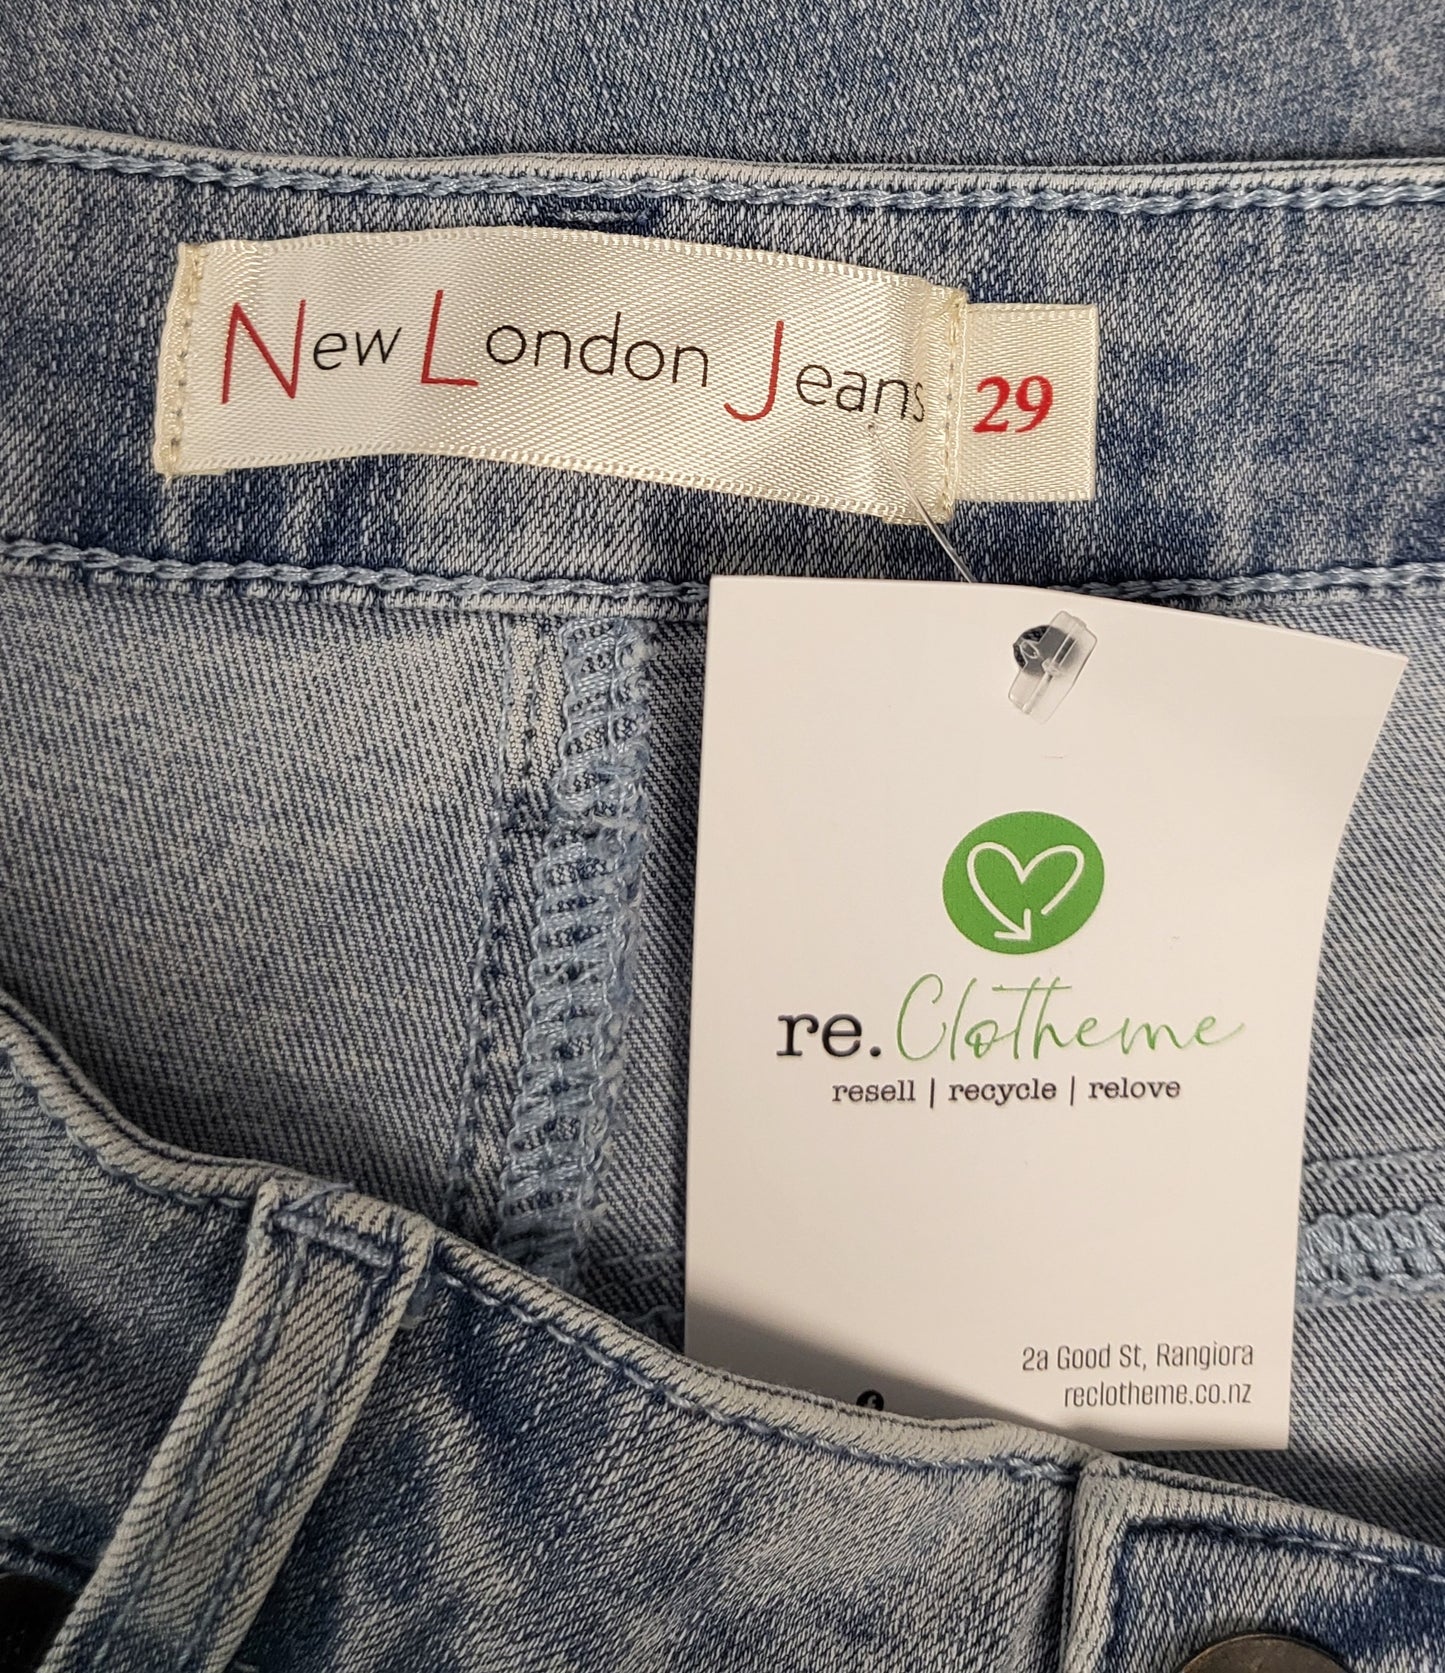 New London Jeans
29
re.Clotheme
resell | recycle | relove
2a Good St, Rangiora
reclotheme.co.nz